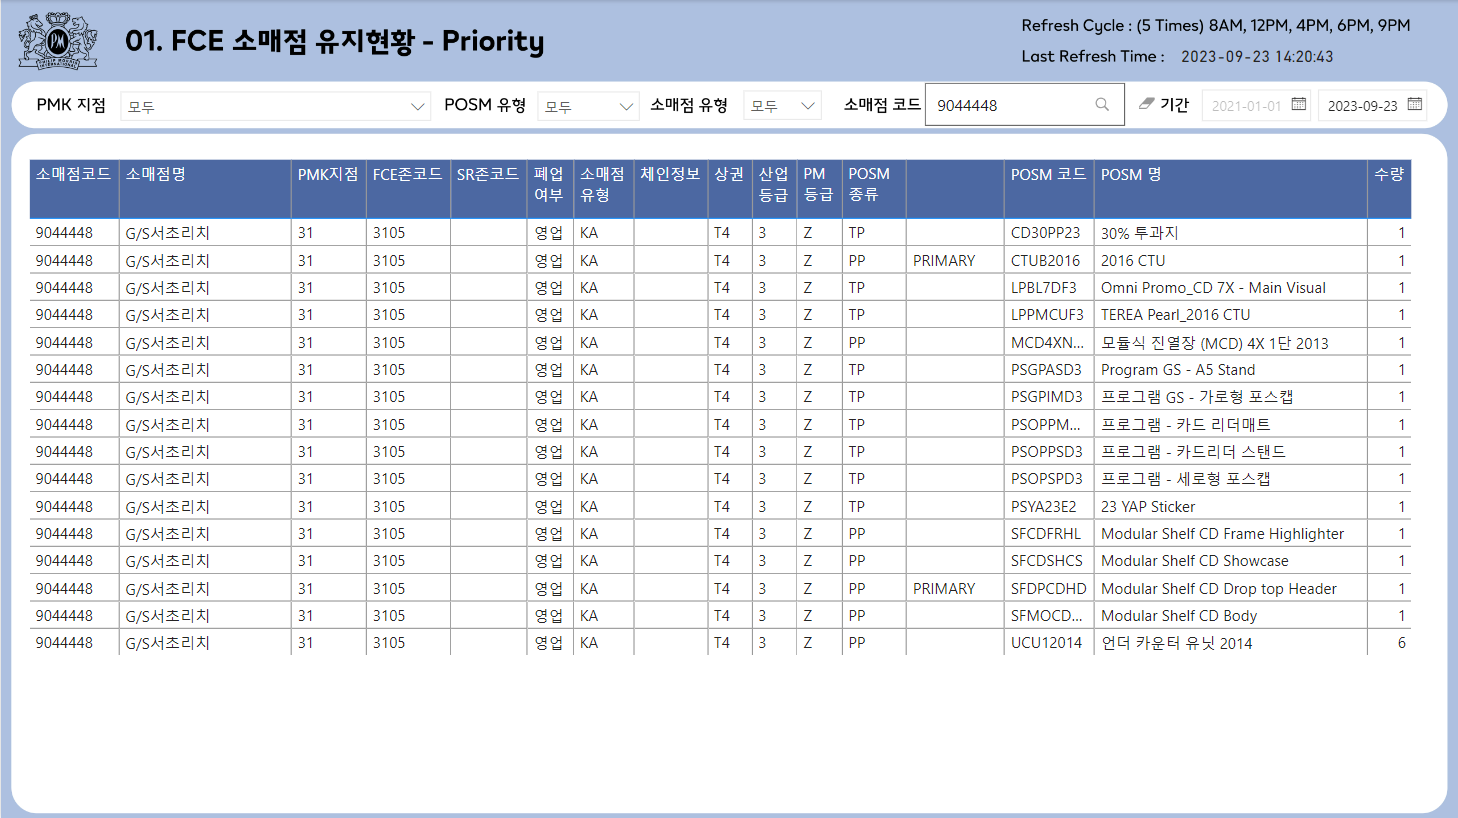 PM
PHILIP MORRIS
INTERNATIONAL
01. FCE 소매점 유지현황 - Priority
Refresh Cycle : (5 Times) 8AM, 12PM, 4PM, 6PM, 9PM
Last Refresh Time : 2023-09-23 14:20:43
PMK 지점 모두 POSM 유형 모두 소매점 유형 모두 소매점 코드 9044448 기간 2021-01-01 2023-09-23
소매점코드 소매점명 PMK지점 FCE존코드 SR존코드 폐업 여부 소매점 유형 체인정보 상권 산업 등급 PM 등급 POSM 종류 POSM 코드 POSM 명 수량
9044448 G/S서초리치 31 3105 영업 KA T4 3 Z TP CD30PP23 30% 투과지 1
9044448 G/S서초리치 31 3105 영업 KA T4 3 Z PP PRIMARY CTUB2016 2016 CTU 1
9044448 G/S서초리치 31 3105 영업 KA T4 3 Z TP LPBL7DF3 Omni Promo_CD 7X - Main Visual 1
9044448 G/S서초리치 31 3105 영업 KA T4 3 Z TP LPPMCUF3 TEREA Pearl_2016 CTU 1
9044448 G/S서초리치 31 3105 영업 KA T4 3 Z PP MCD4XN... 모듈식 진열장 (MCD) 4X 1단 2013 1
9044448 G/S서초리치 31 3105 영업 KA T4 3 Z TP PSGPASD3 Program GS - A5 Stand 1
9044448 G/S서초리치 31 3105 영업 KA T4 3 Z TP PSGPIMD3 프로그램 GS - 가로형 포스캡 1
9044448 G/S서초리치 31 3105 영업 KA T4 3 Z TP PSOPPM... 프로그램 - 카드 리더매트 1
9044448 G/S서초리치 31 3105 영업 KA T4 3 Z TP PSOPPSD3 프로그램 - 카드리더 스탠드 1
9044448 G/S서초리치 31 3105 영업 KA T4 3 Z TP PSOPSPD3 프로그램 - 세로형 포스캡 1
9044448 G/S서초리치 31 3105 영업 KA T4 3 Z TP PSYA23E2 23 YAP Sticker 1
9044448 G/S서초리치 31 3105 영업 KA T4 3 Z PP SFCDFRHL Modular Shelf CD Frame Highlighter 1
9044448 G/S서초리치 31 3105 영업 KA T4 3 Z PP SFCDSHCS Modular Shelf CD Showcase 1
9044448 G/S서초리치 31 3105 영업 KA T4 3 Z PP PRIMARY SFDPCDHD Modular Shelf CD Drop top Header 1
9044448 G/S서초리치 31 3105 영업 KA T4 3 Z PP SFMOCD... Modular Shelf CD Body 1
9044448 G/S서초리치 31 3105 영업 KA T4 3 Z PP UCU12014 언더 카운터 유닛 2014 6